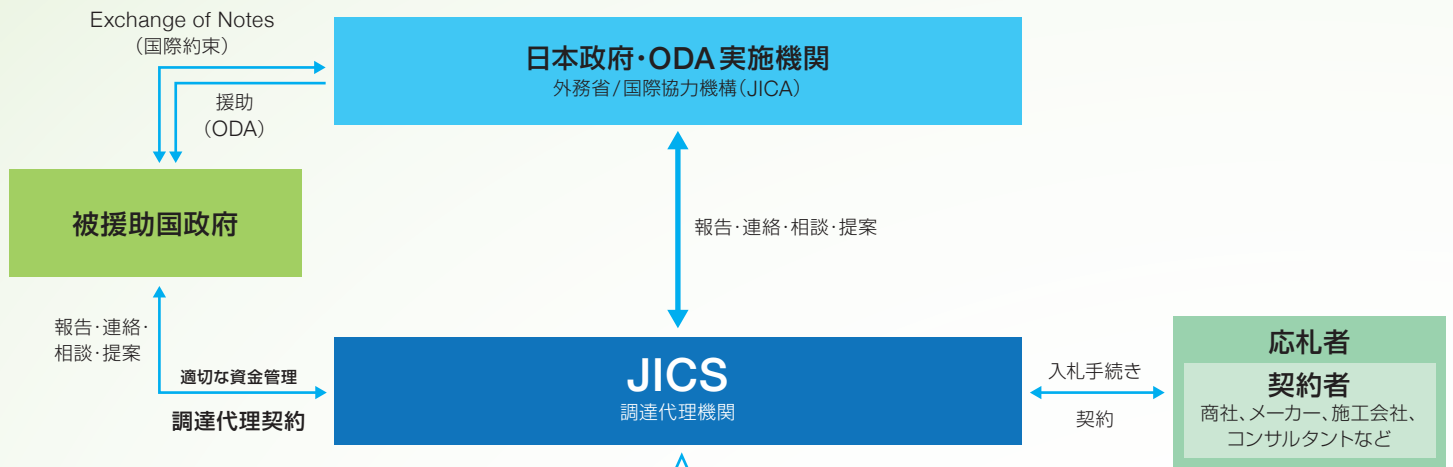 Exchange of Notes
（国際約束）
日本政府・ODA実施機関
外務省/国際協力機構（JICA）
援助
（ODA）
被援助国政府
報告・連絡・相談・提案
報告・連絡・
相談・提案
適切な資金管理
調達代理契約
JICS
調達代理機関
入札手続き
契約
応札者
契約者
商社、メーカー、施工会社、
コンサルタントなど